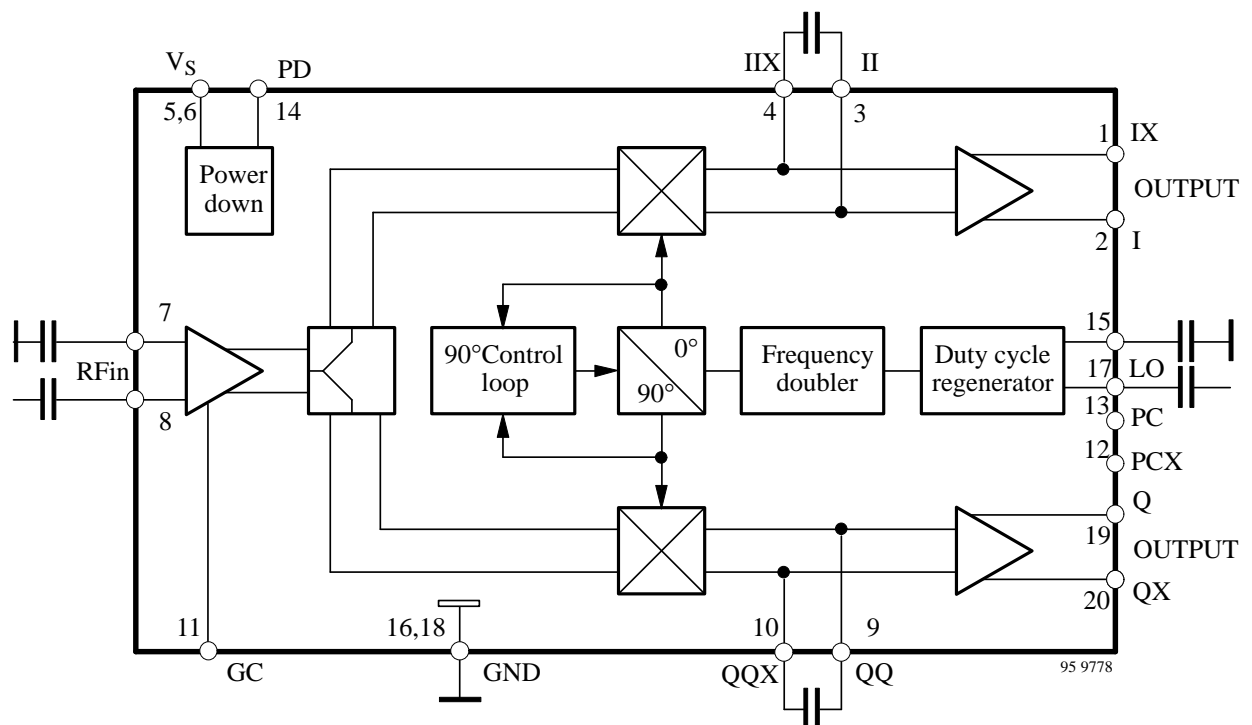 VS PD IIX II
5,6 14 4 3
1 IX
Power
down
OUTPUT
2 I
7
RFin
8
90°Control
loop
0°
90°
Frequency
doubler
Duty cycle
regenerator
15
17 LO
13
PC
12
PCX
Q
19
OUTPUT
20 QX
11 16,18 10 9
GC GND QQX QQ
95 9778